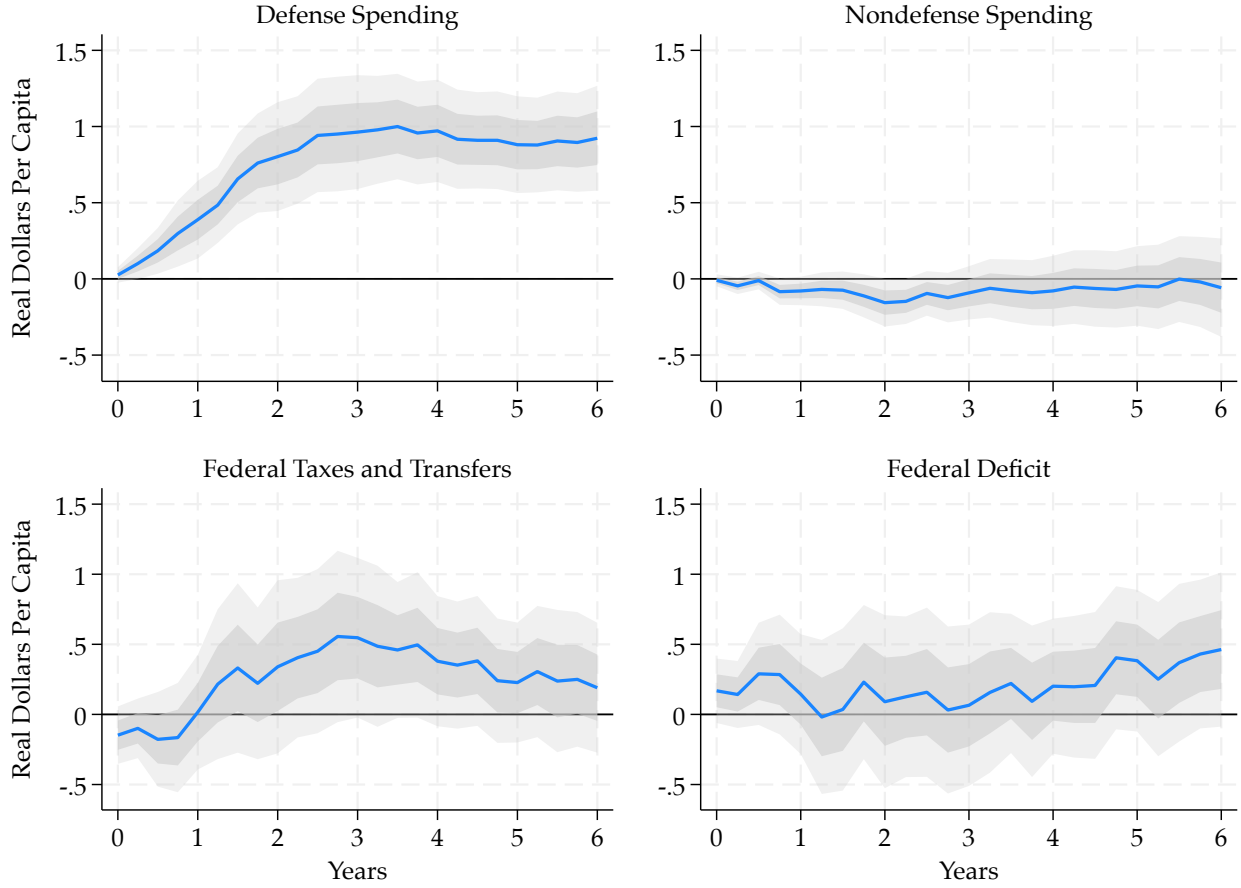 Defense Spending
Nondefense Spending
Real Dollars Per Capita
1.5
1
.5
0
-.5
0 1 2 3 4 5 6
1.5
1
.5
0
-.5
0 1 2 3 4 5 6
Federal Taxes and Transfers
Federal Deficit
Real Dollars Per Capita
1.5
1
.5
0
-.5
0 1 2 3 4 5 6
Years
1.5
1
.5
0
-.5
0 1 2 3 4 5 6
Years